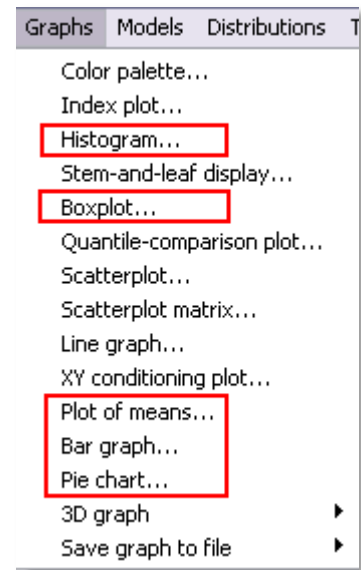 Graphs Models Distributions T
Color palette...
Index plot...
Histogram...
Stem-and-leaf display...
Boxplot...
Quantile-comparison plot...
Scatterplot...
Scatterplot matrix...
Line graph...
XY conditioning plot...
Plot of means...
Bar graph...
Pie chart...
3D graph
Save graph to file